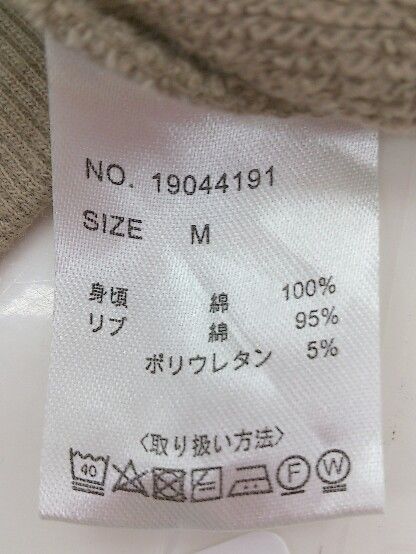 NO. 19044191
SIZE M
身頃 綿 100%
リブ 綿 95%
ポリウレタン 5%
〈取り扱い方法〉
40 F W